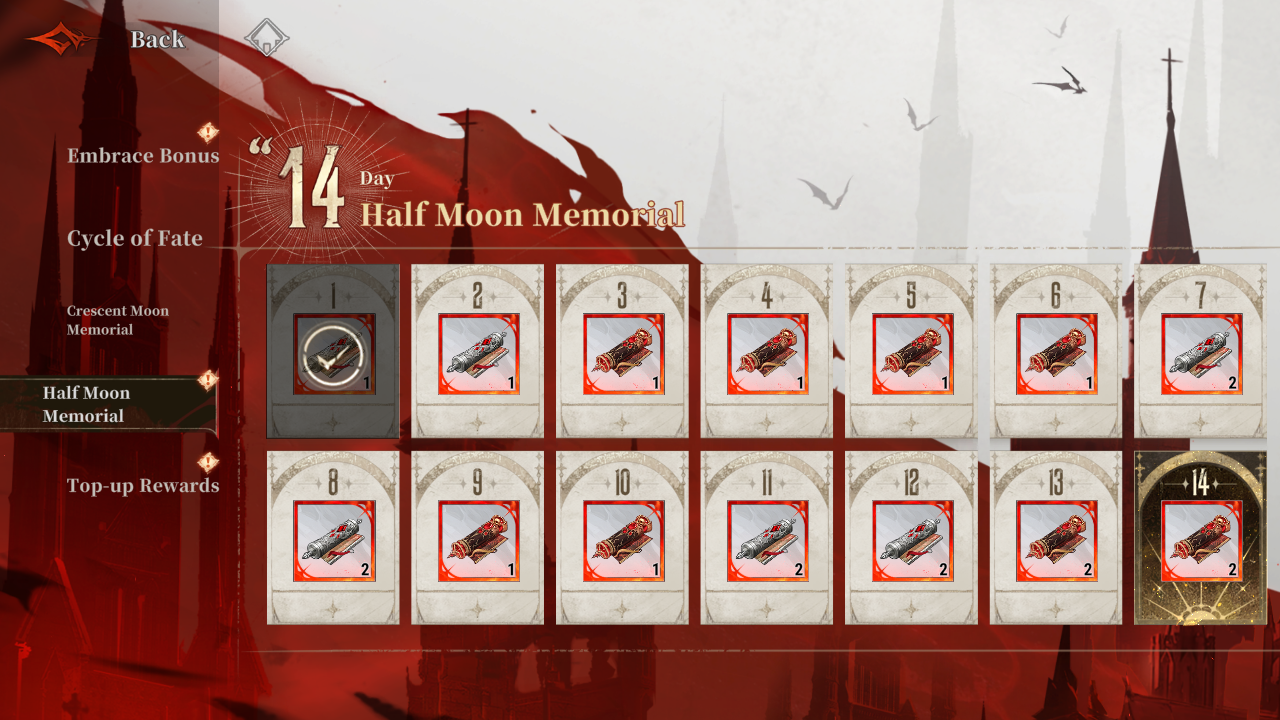 Back
Embrace Bonus
Cycle of Fate
Crescent Moon
Memorial
Half Moon
Memorial
Top-up Rewards
“14 Day
Half Moon Memorial
1 2 3 4 5 6 7
1 1 1 1 1 1 2
8 9 10 11 12 13 14
2 1 1 2 2 2 2